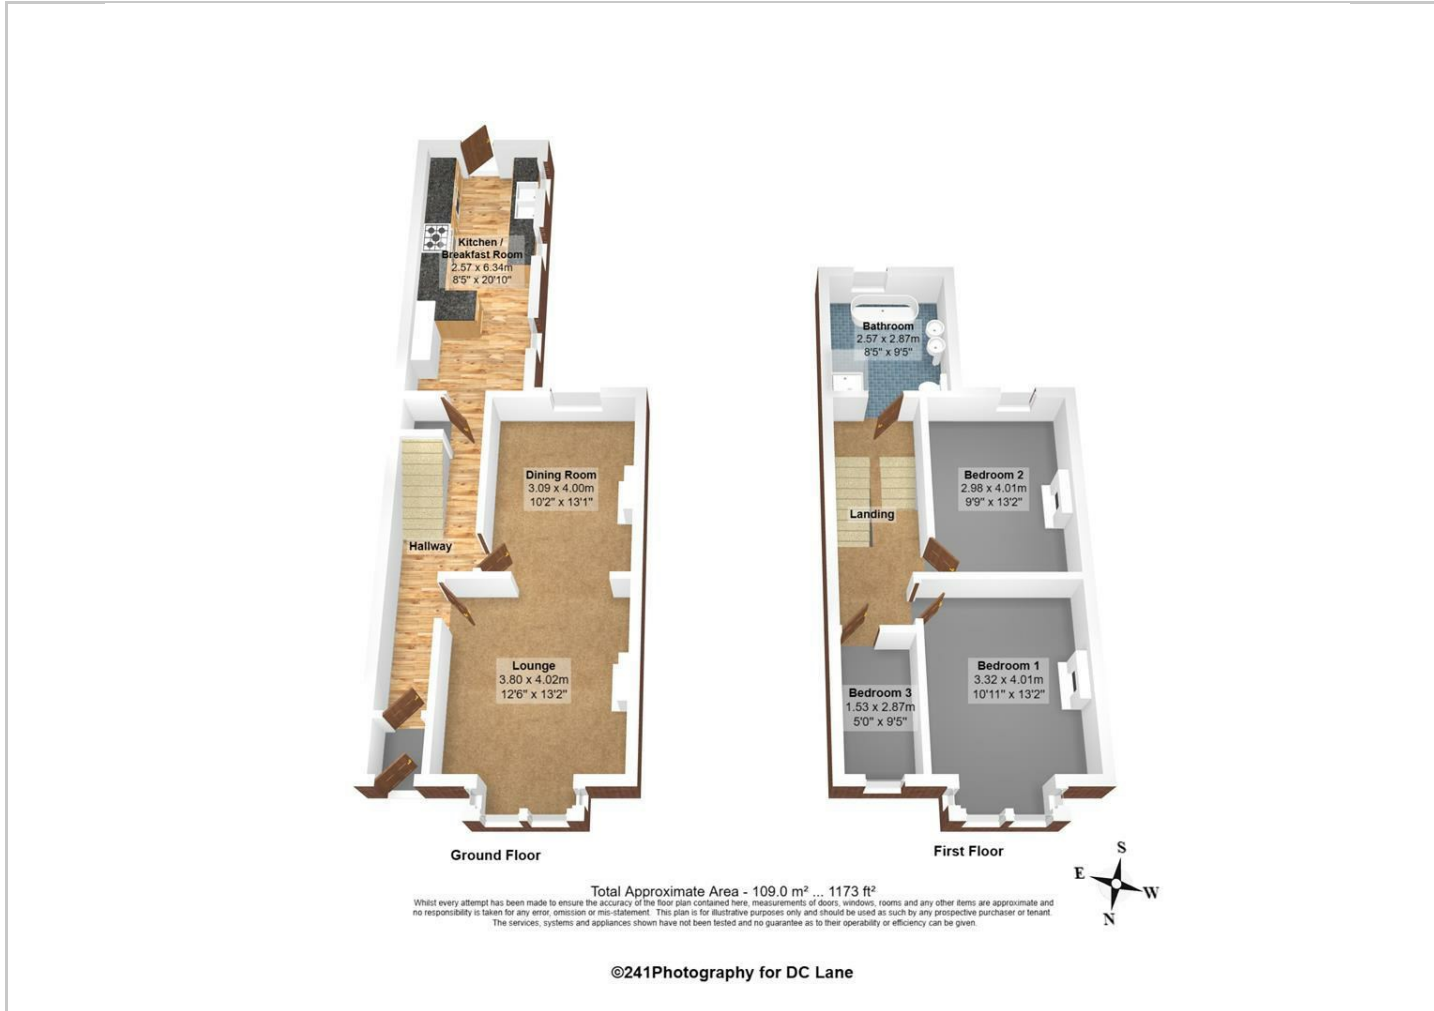 Kitchen /
Breakfast Room
2.57 x 6.34m
8'5" x 20'10"
Dining Room
3.09 x 4.00m
10'2" x 13'1"
Hallway
Lounge
3.80 x 4.02m
12'6" x 13'2"
Ground Floor
Bathroom
2.57 x 2.87m
8'5" x 9'5"
Bedroom 2
2.98 x 4.01m
9'9" x 13'2"
Landing
Bedroom 1
3.32 x 4.01m
10'11" x 13'2"
Bedroom 3
1.53 x 2.87m
5'0" x 9'5"
First Floor
S
E
W
N
Total Approximate Area - 109.0 m² ... 1173 ft²
Whilst every attempt has been made to ensure the accuracy of the floor plan contained here, measurements of doors, windows, rooms and any other items are approximate and
no responsibility is taken for any error, omission or mis-statement. This plan is for illustrative purposes only and should be used as such by any prospective purchaser or tenant.
The services, systems and appliances shown have not been tested and no guarantee as to their operability or efficiency can be given.
©241Photography for DC Lane